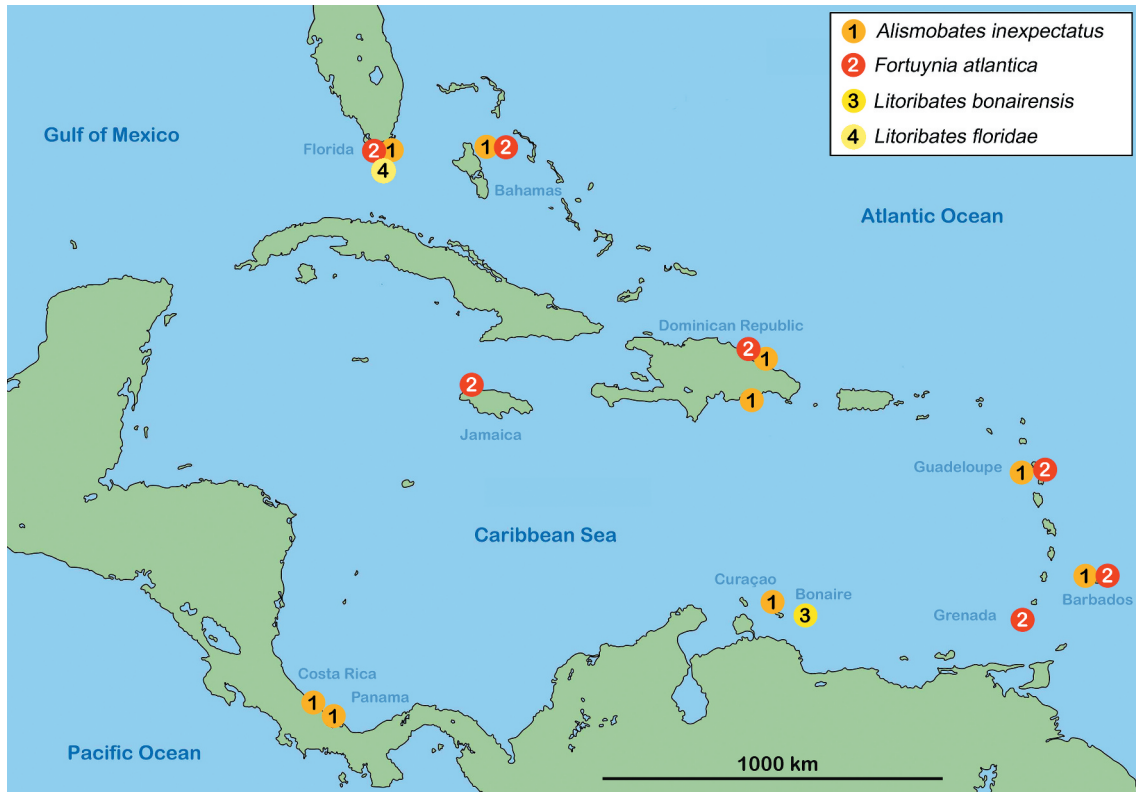 1 Alismobates inexpectatus
2 Fortuynia atlantica
3 Litoribates bonairensis
4 Litoribates floridae
Gulf of Mexico
Florida 2 1
4
1 2
Bahamas
Atlantic Ocean
Dominican Republic
2 1
1
2
Jamaica
Guadeloupe 1 2
Caribbean Sea
1 2
Barbados
Curaçao
1 Bonaire
3
Grenada 2
Costa Rica
1 Panama
1
Pacific Ocean
1000 km